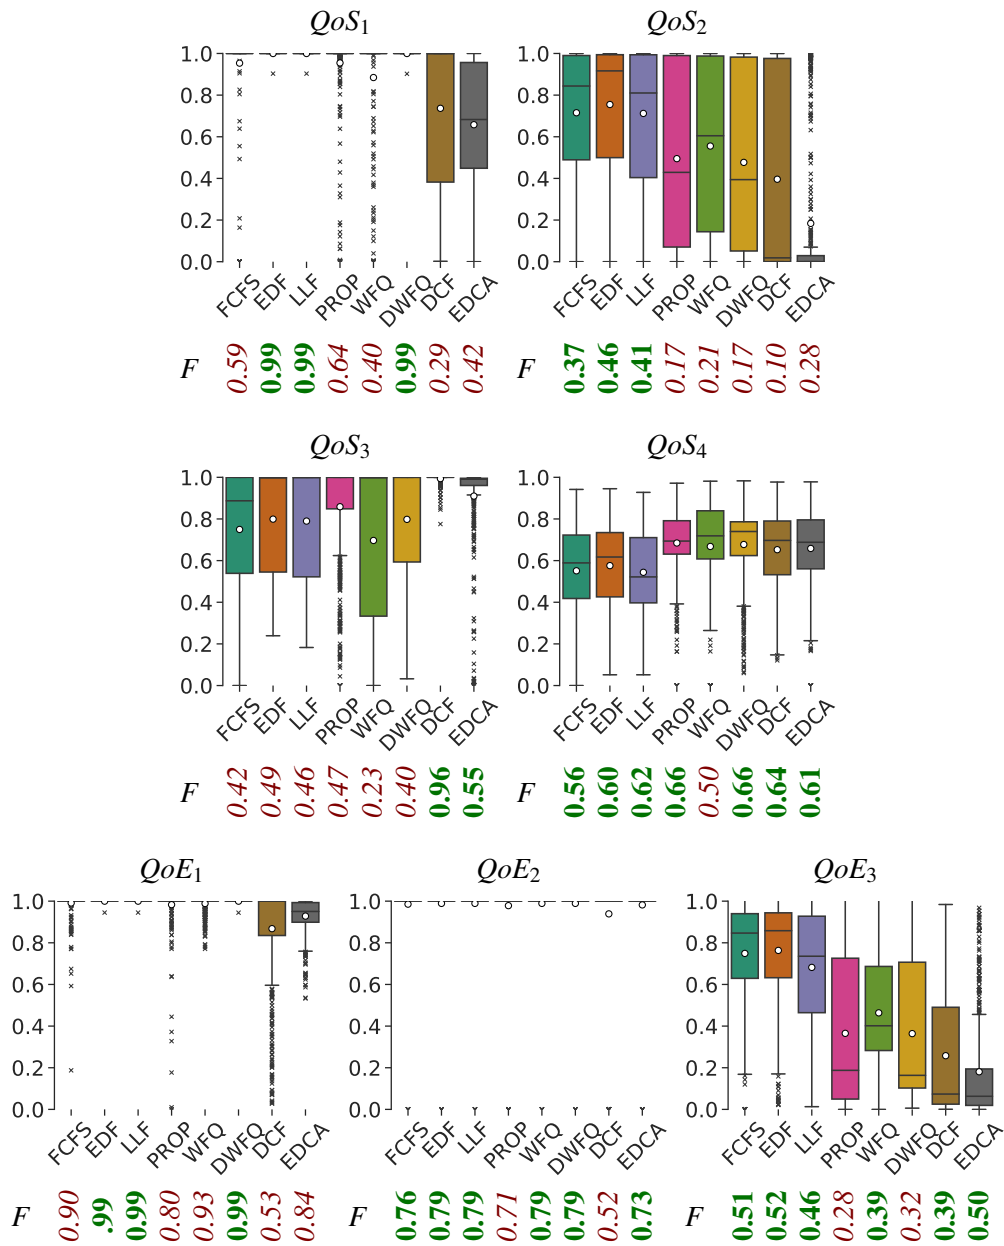 QoS1 QoS2
1.0 1.0
0.8 0.8
0.6 0.6
0.4 0.4
0.2 0.2
0.0 0.0
FCFS EDF LLF PROP WFQ DWFQ DCF EDCA FCFS EDF LLF PROP WFQ DWFQ DCF EDCA
F 0.59 0.99 0.99 0.64 0.40 0.99 0.29 0.42 F 0.37 0.46 0.41 0.17 0.21 0.17 0.10 0.28
QoS3 QoS4
1.0 1.0
0.8 0.8
0.6 0.6
0.4 0.4
0.2 0.2
0.0 0.0
FCFS EDF LLF PROP WFQ DWFQ DCF EDCA FCFS EDF LLF PROP WFQ DWFQ DCF EDCA
F 0.42 0.49 0.46 0.47 0.23 0.40 0.96 0.55 F 0.56 0.60 0.62 0.66 0.50 0.66 0.64 0.61
QoE1 QoE2 QoE3
1.0 1.0 1.0
0.8 0.8 0.8
0.6 0.6 0.6
0.4 0.4 0.4
0.2 0.2 0.2
0.0 0.0 0.0
FCFS EDF LLF PROP WFQ DWFQ DCF EDCA FCFS EDF LLF PROP WFQ DWFQ DCF EDCA FCFS EDF LLF PROP WFQ DWFQ DCF EDCA
F 0.90 .99 0.99 0.80 0.93 0.99 0.53 0.84 F 0.76 0.79 0.79 0.71 0.79 0.79 0.52 0.73 F 0.51 0.52 0.46 0.28 0.39 0.32 0.39 0.50